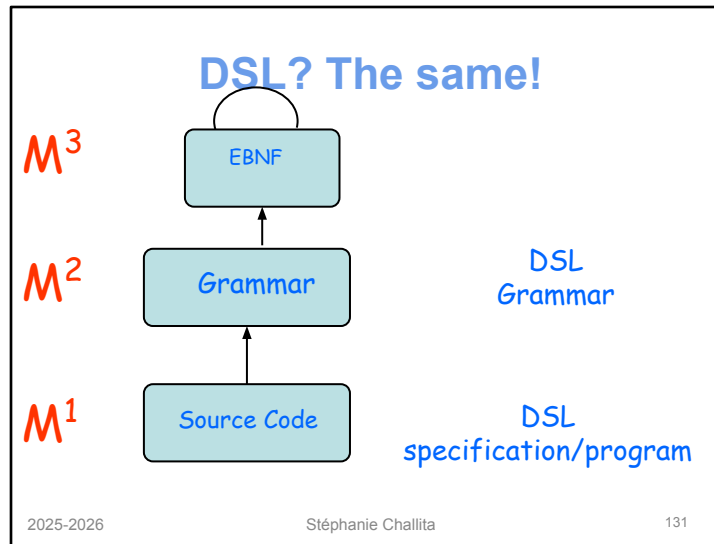 DSL? The same!
M3
EBNF
M2
Grammar
DSL
Grammar
M1
Source Code
DSL
specification/program
2025-2026
Stéphanie Challita
131